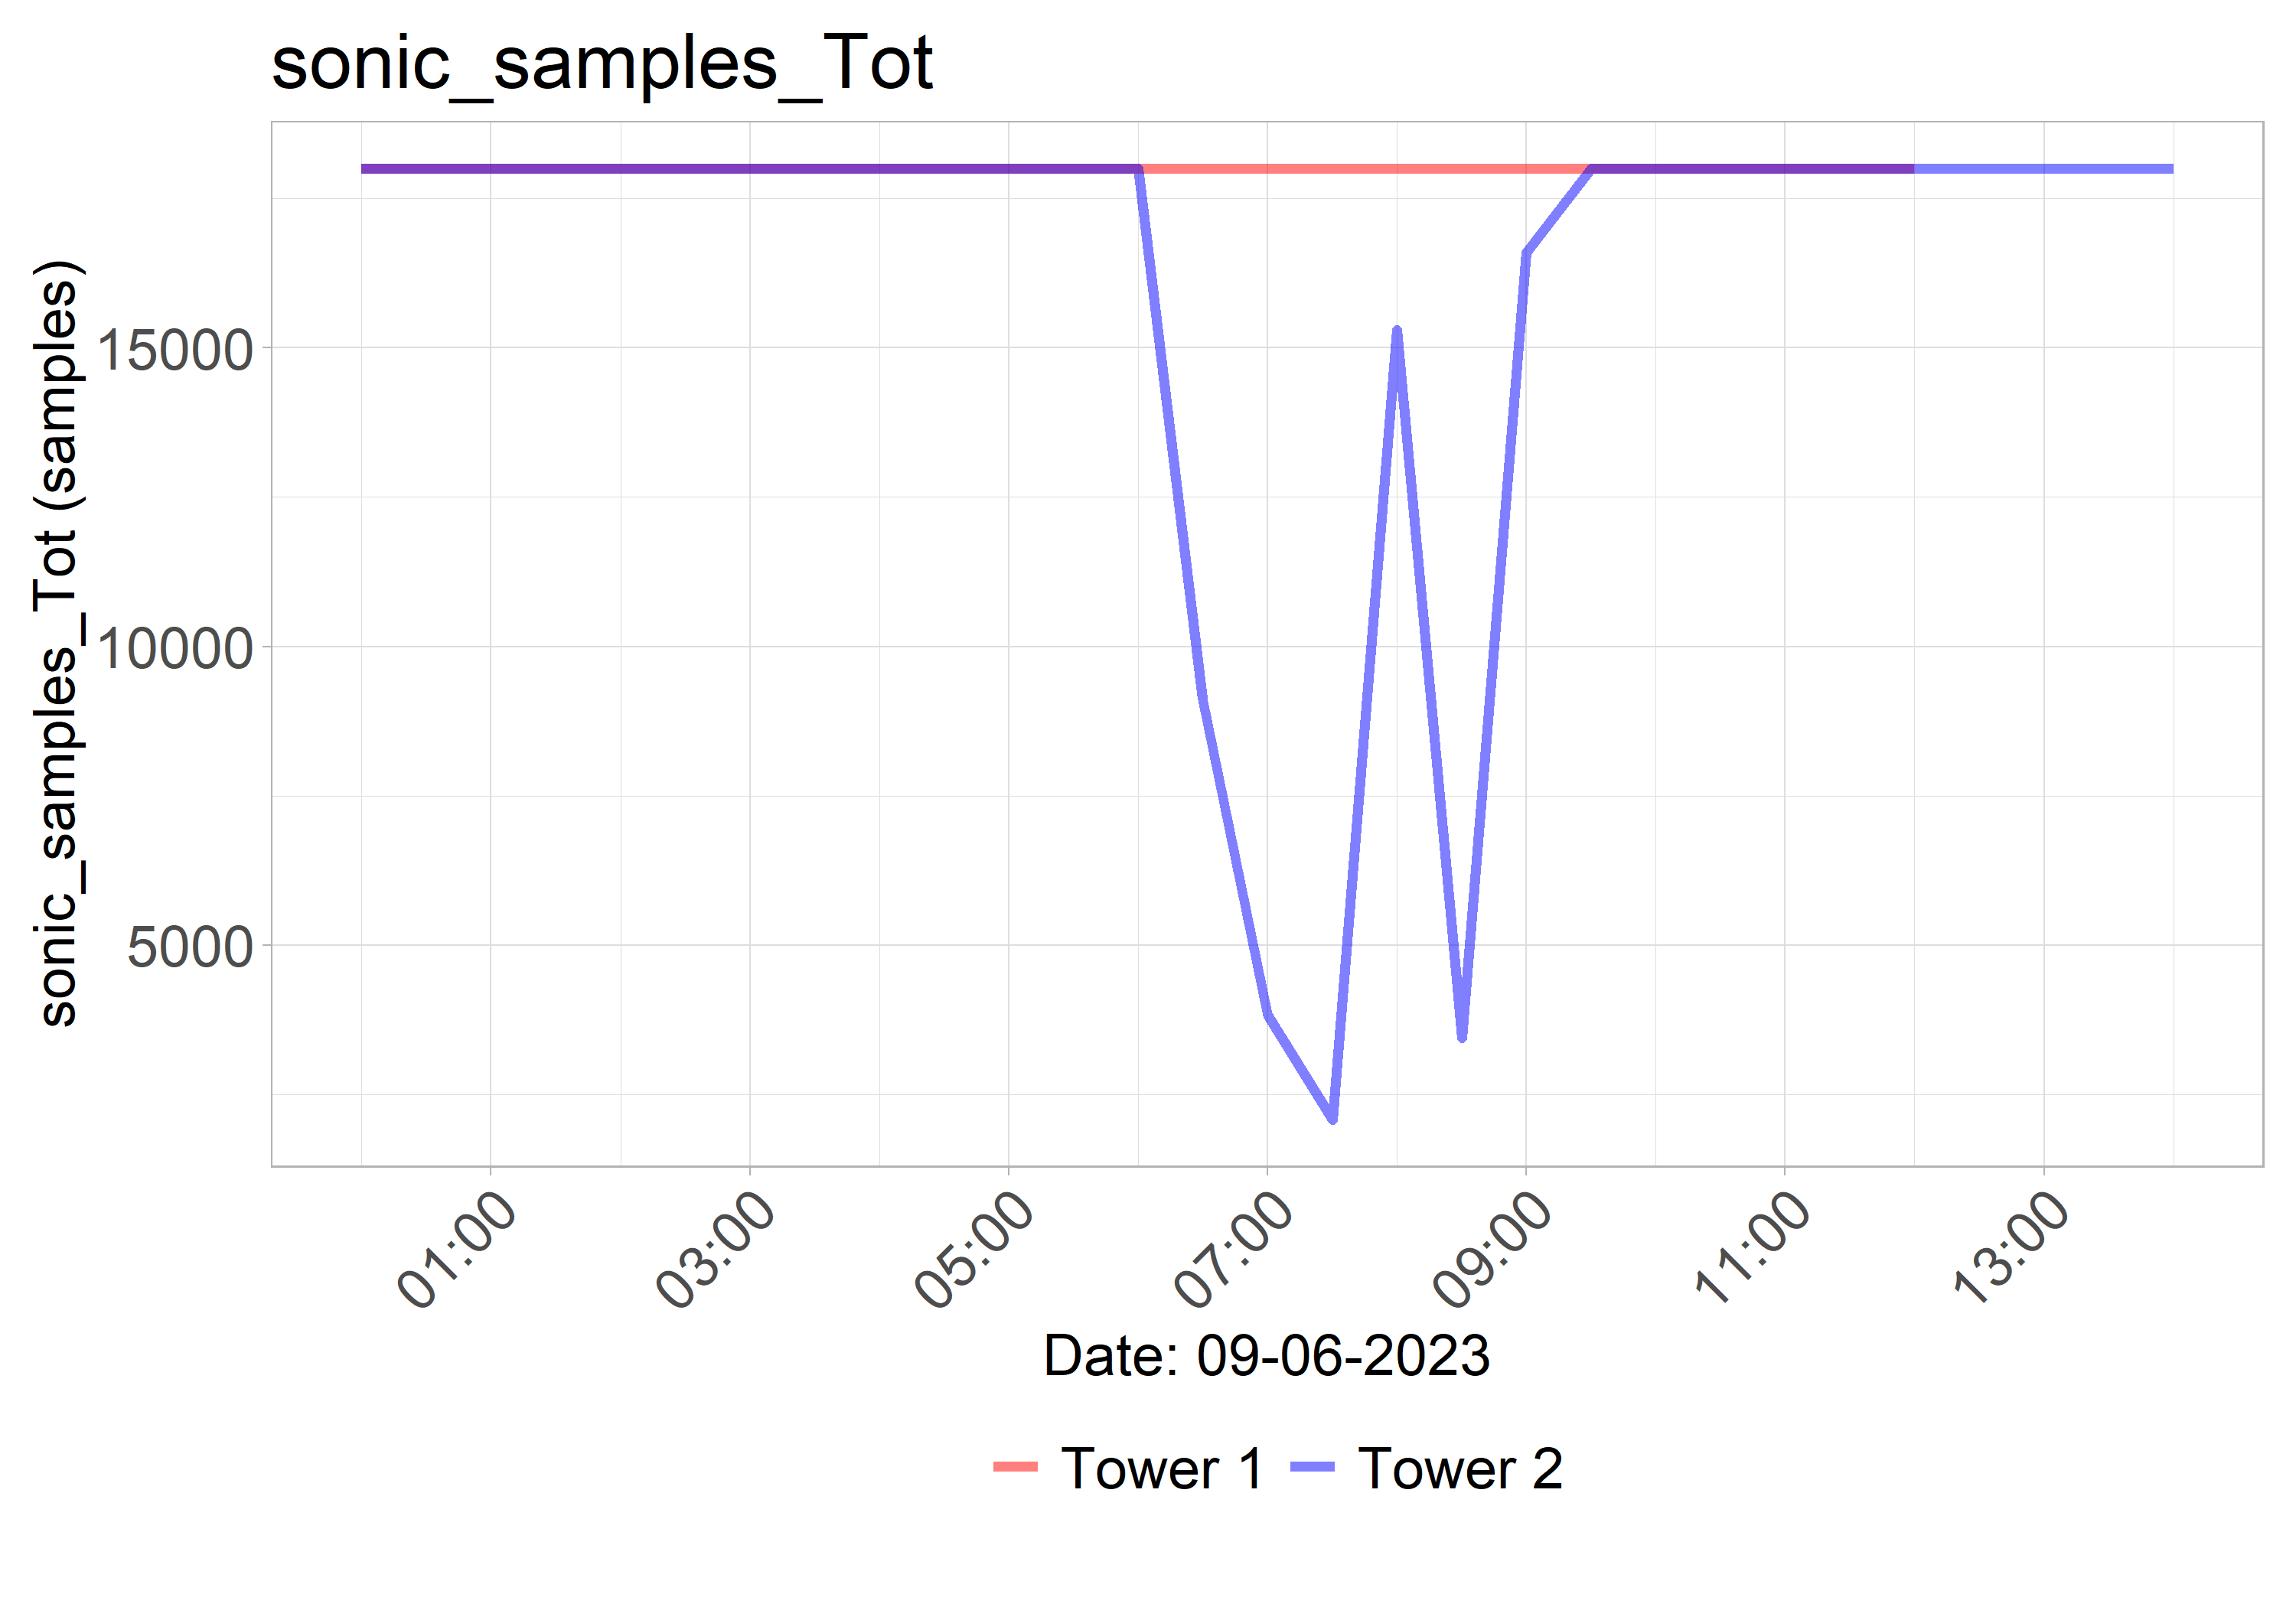 sonic_samples_Tot
sonic_samples_Tot (samples)
15000
10000
5000
01:00
03:00
05:00
07:00
09:00
11:00
13:00
Date: 09-06-2023
Tower 1
Tower 2